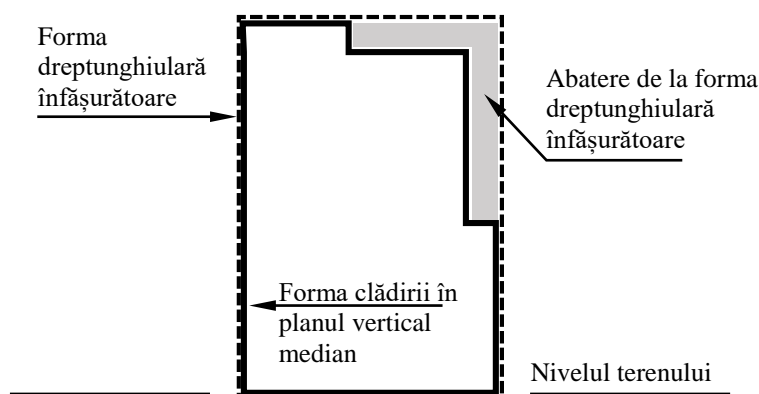 Forma
dreptunghiulară
înfășurătoare
Abatere de la forma
dreptunghiulară
înfășurătoare
Forma clădirii în
planul vertical
median
Nivelul terenului